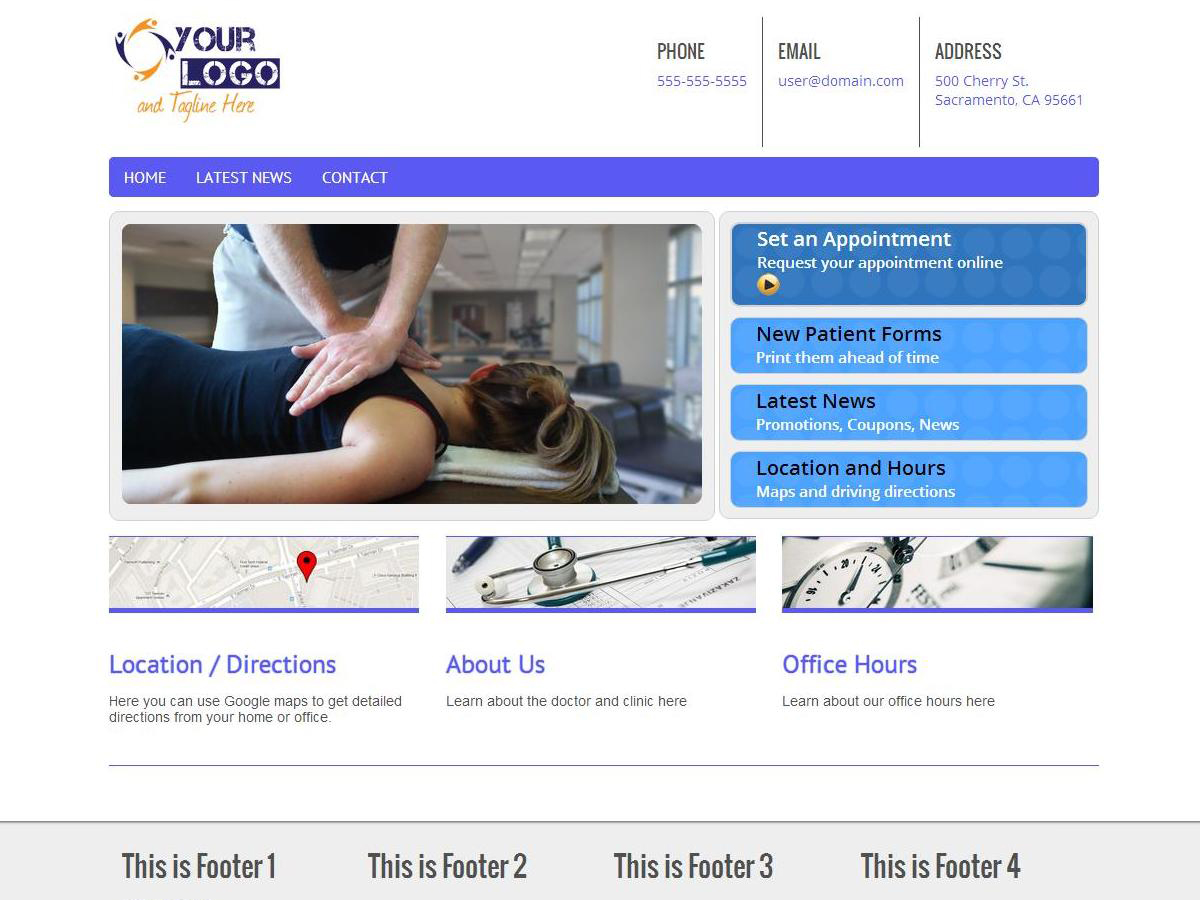 YOUR
LOGO
and Tagline Here
PHONE
555-555-5555
EMAIL
user@domain.com
ADDRESS
500 Cherry St.
Sacramento, CA 95661
HOME
LATEST NEWS
CONTACT
Set an Appointment
Request your appointment online
New Patient Forms
Print them ahead of time
Latest News
Promotions, Coupons, News
Location and Hours
Maps and driving directions
ZAKAZIVANJE
Location / Directions
Here you can use Google maps to get detailed
directions from your home or office.
About Us
Learn about the doctor and clinic here
Office Hours
Learn about our office hours here
This is Footer 1
This is Footer 2
This is Footer 3
This is Footer 4